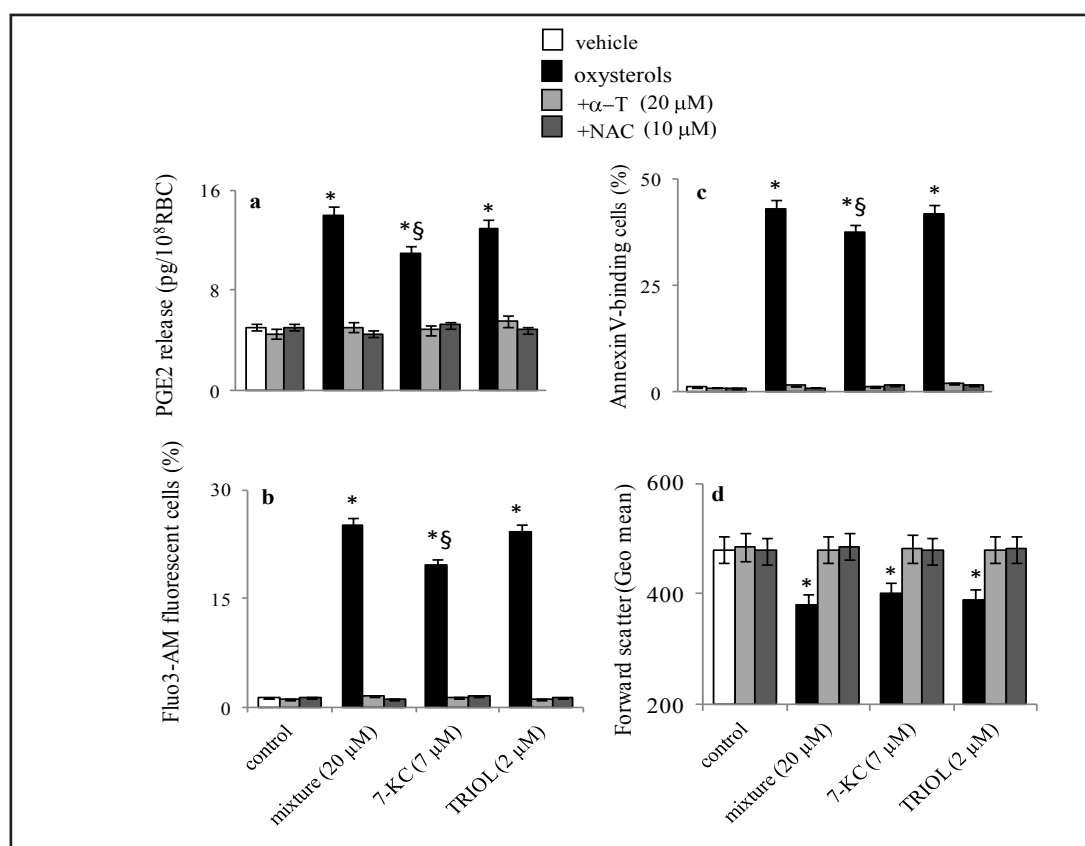 vehicle
oxysterols
+α−T (20 μM)
+NAC (10 μM)
a
PGE2 release (pg/10⁸RBC)
16
8
0
*
*§
*
c
Annexin V-binding cells (%)
50
25
0
*
*§
*
b
Fluo3-AM fluorescent cells (%)
30
15
0
*
*§
*
control
mixture (20 μM)
7-KC (7 μM)
TRIOL (2 μM)
d
Forward scatter (Geo mean)
600
400
200
*
*
*
control
mixture (20 μM)
7-KC (7 μM)
TRIOL (2 μM)